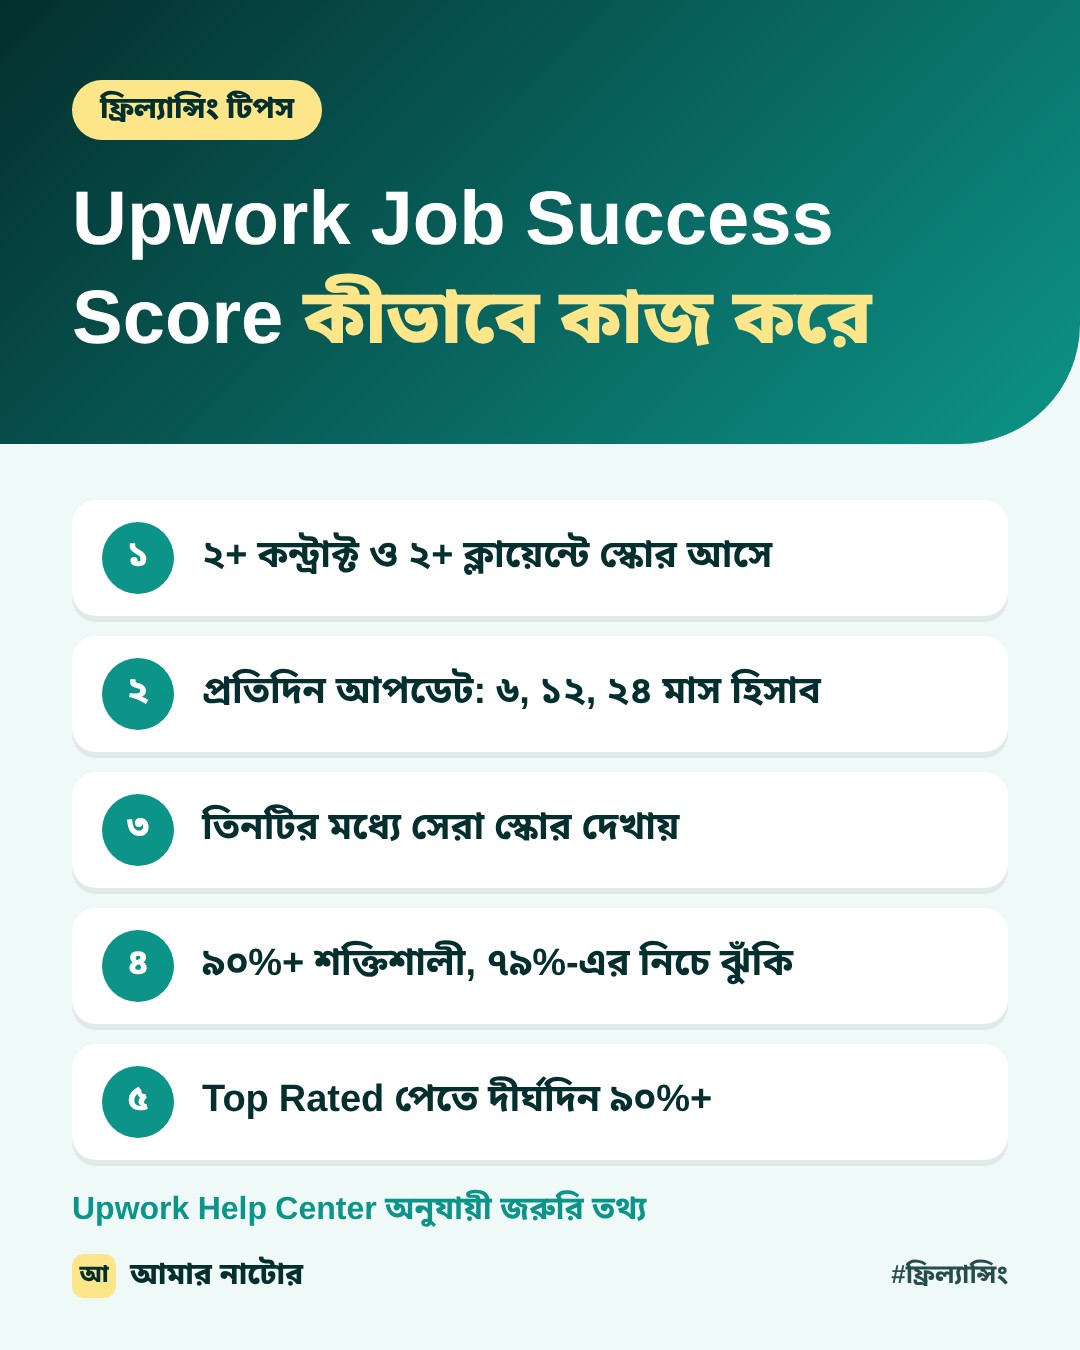 ফ্রিল্যান্সিং টিপস
Upwork Job Success
Score কীভাবে কাজ করে
১ ২+ কন্ট্রাক্ট ও ২+ ক্লায়েন্টে স্কোর আসে
২ প্রতিদিন আপডেট: ৬, ১২, ২৪ মাস হিসাব
৩ তিনটির মধ্যে সেরা স্কোর দেখায়
৪ ৯০%+ শক্তিশালী, ৭৯%-এর নিচে ঝুঁকি
৫ Top Rated পেতে দীর্ঘদিন ৯০%+
Upwork Help Center অনুযায়ী জরুরি তথ্য
আ আমার নাটোর #ফ্রিল্যান্সিং